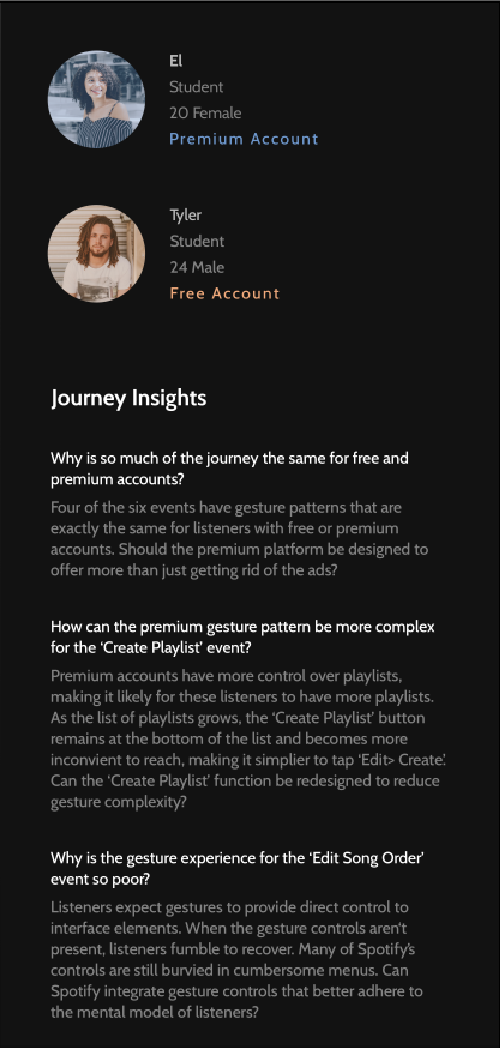 El
Student
20 Female
Premium Account
Tyler
Student
24 Male
Free Account
Journey Insights
Why is so much of the journey the same for free and
premium accounts?
Four of the six events have gesture patterns that are
exactly the same for listeners with free or premium
accounts. Should the premium platform be designed to
offer more than just getting rid of the ads?
How can the premium gesture pattern be more complex
for the ‘Create Playlist’ event?
Premium accounts have more control over playlists,
making it likely for these listeners to have more playlists.
As the list of playlists grows, the ‘Create Playlist’ button
remains at the bottom of the list and becomes more
inconvient to reach, making it simplier to tap ‘Edit> Create’.
Can the ‘Create Playlist’ function be redesigned to reduce
gesture complexity?
Why is the gesture experience for the ‘Edit Song Order’
event so poor?
Listeners expect gestures to provide direct control to
interface elements. When the gesture controls aren't
present, listeners fumble to recover. Many of Spotify's
controls are still burvied in cumbersome menus. Can
Spotify integrate gesture controls that better adhere to
the mental model of listeners?